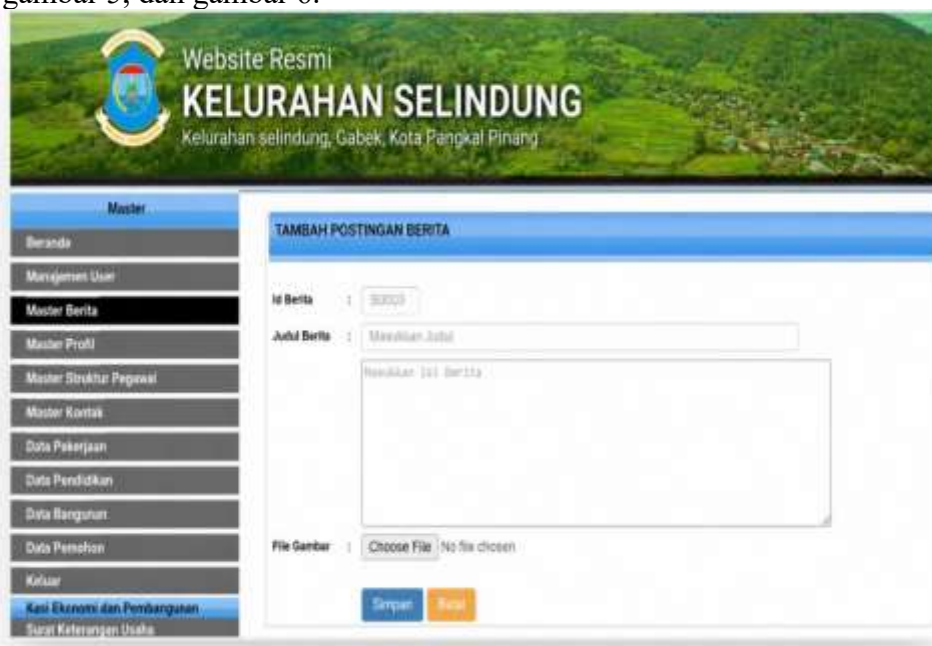 gambar 5, dan gambar 6.
Website Resmi
KELURAHAN SELINDUNG
Kelurahan selindung, Gabek, Kota Pangkal Pinang
Master
Beranda
Manajemen User
Master Berita
Master Profil
Master Struktur Pegawai
Master Kontak
Data Pekerjaan
Data Pendidikan
Data Bangunan
Data Pemohon
Keluar
Kasi Ekonomi dan Pembangunan
Surat Keterangan Usaha
TAMBAH POSTINGAN BERITA
Id Berita :
Judul Berita : Masukkan Judul
Masukkan Isi Berita
File Gambar : Choose File No file chosen
Simpan Batal